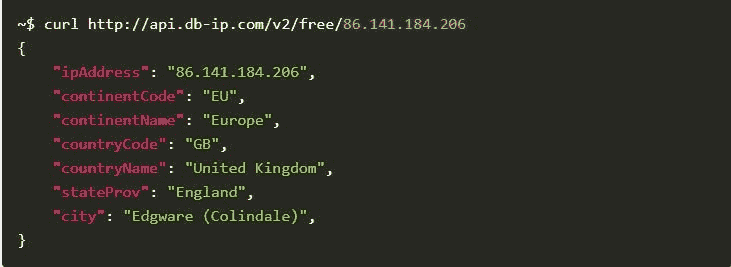 ~$ curl http://api.db-ip.com/v2/free/86.141.184.206
{
    "ipAddress": "86.141.184.206",
    "continentCode": "EU",
    "continentName": "Europe",
    "countryCode": "GB",
    "countryName": "United Kingdom",
    "stateProv": "England",
    "city": "Edgware (Colindale)",
}